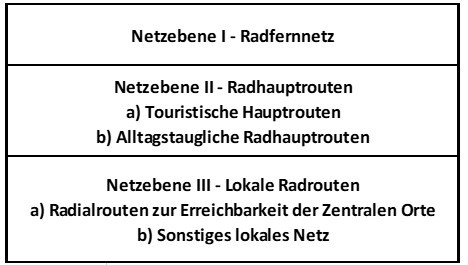 Netzebene I - Radfernnetz
Netzebene II - Radhauptrouten
a) Touristische Hauptrouten
b) Alltagstaugliche Radhauptrouten
Netzebene III - Lokale Radrouten
a) Radialrouten zur Erreichbarkeit der Zentralen Orte
b) Sonstiges lokales Netz